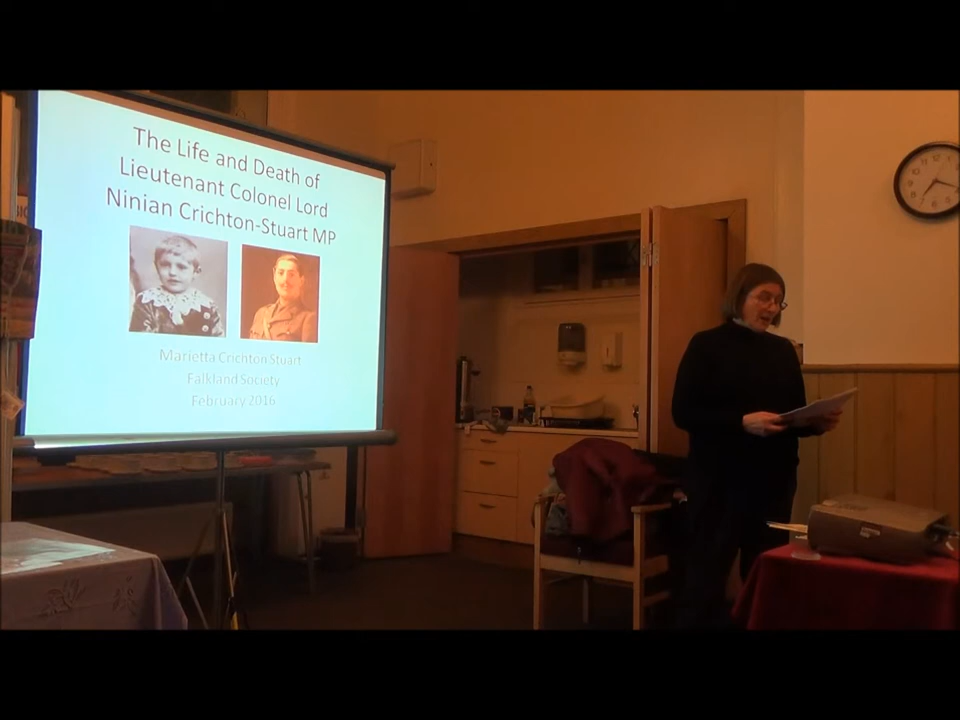 The Life and Death of
Lieutenant Colonel Lord
Ninian Crichton-Stuart MP
Marietta Crichton Stuart
Falkland Society
February 2016